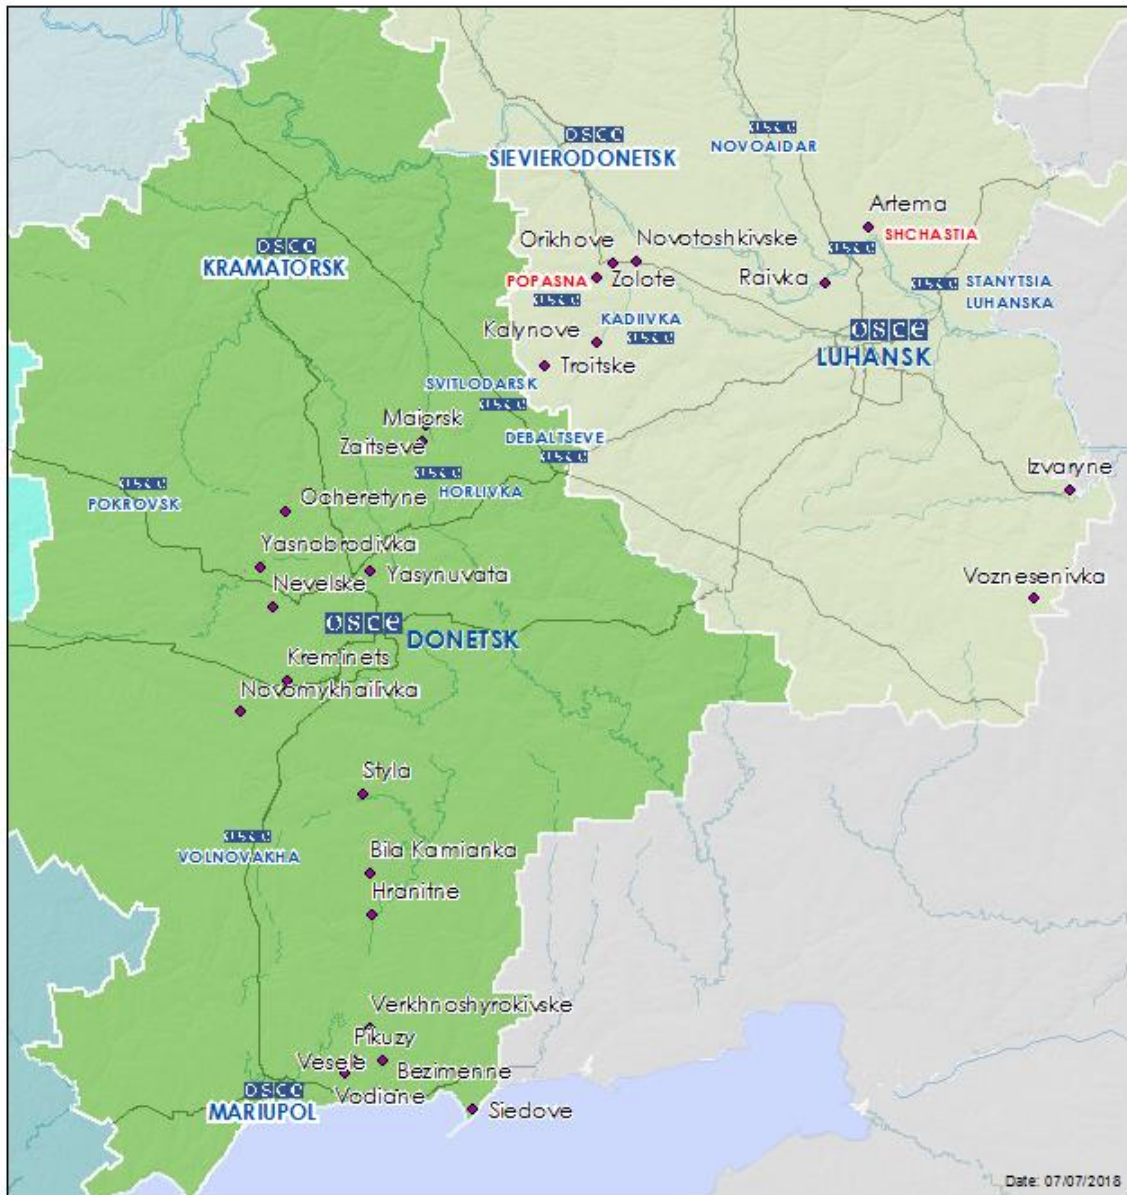 OSCE
SIEVIERODONETSK
OSCE
NOVOAIDAR
Artema
SHCHASTIA
OSCE
OSCE
KRAMATORSK
Orikhove
Novotoshkivske
POPASNA
Zolote
OSCE
Raivka
OSCE
STANYTSIA
LUHANSKA
KADIIVKA
OSCE
Kalynove
Troitske
OSCE
LUHANSK
SVITLODARSK
OSCE
Maiorsk
Zaitseve
DEBALTSEVE
OSCE
OSCE
HORLIVKA
OSCE
POKROVSK
Izvaryne
Ocheretyne
Yasnobrodivka
Yasynuvata
Nevelske
Voznesenivka
OSCE
DONETSK
Kreminets
Novomykhailivka
Styla
OSCE
VOLNOVAKHA
Bila Kamianka
Hranitne
Verkhnoshyrokivske
Pikuzy
Vesele
Bezimenne
Vodiane
OSCE
MARIUPOL
Siedove
Date: 07/07/2018